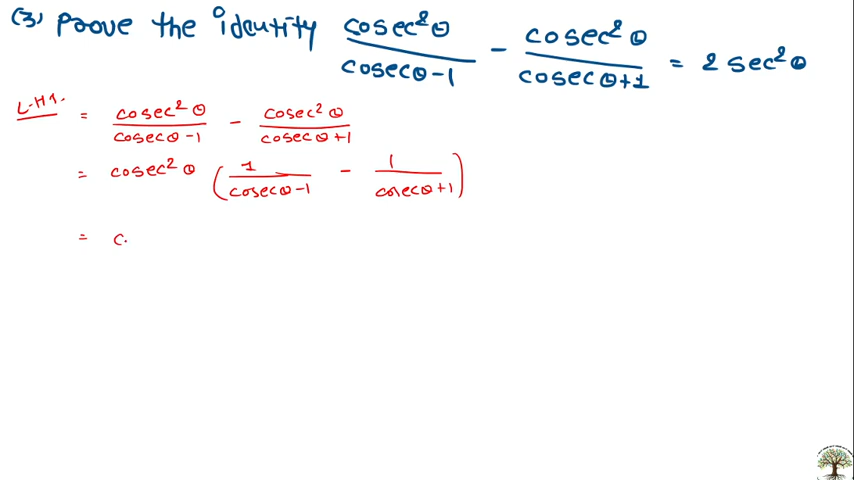 (3) Prove the identity cosec²θ/cosecθ-1 - cosec²θ/cosecθ+1 = 2 sec²θ
L.H.S. = cosec²θ/cosecθ-1 - cosec²θ/cosecθ+1
= cosec²θ (1/cosecθ-1 - 1/cosecθ+1)
= c.